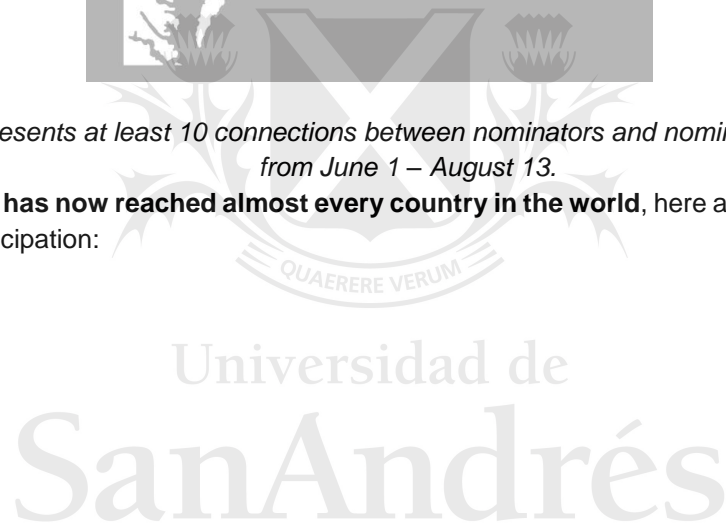 esents at least 10 connections between nominators and nomin
from June 1 – August 13.
has now reached almost every country in the world, here a
cipation:
QUAERERE VERUM
Universidad de
SanAndrés